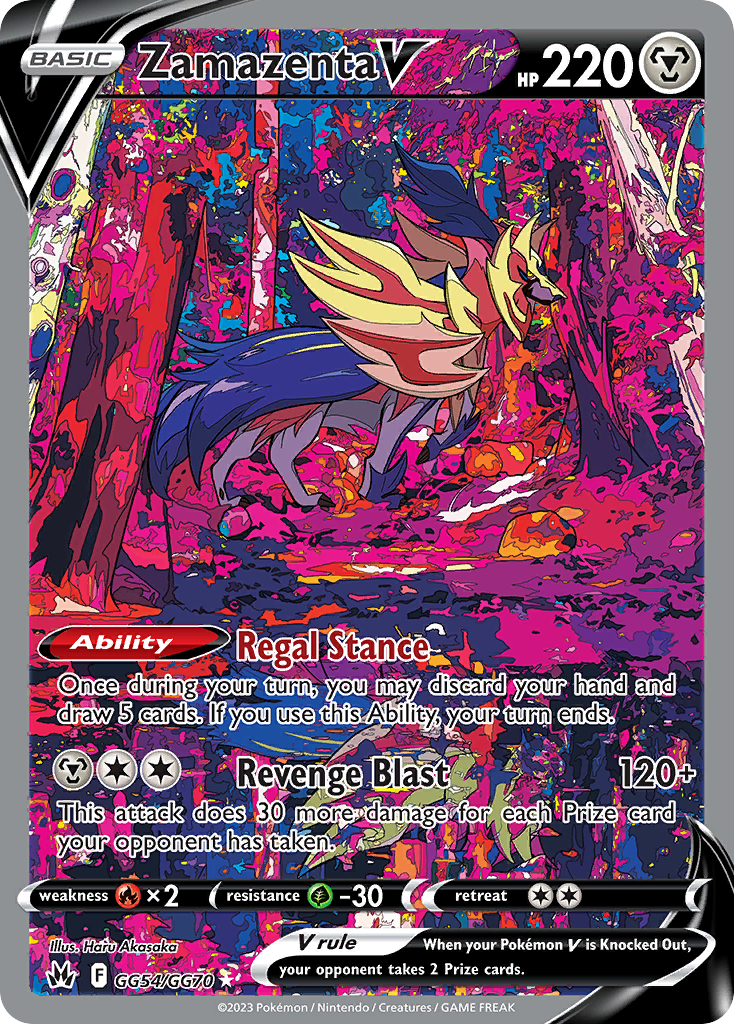 BASIC
Zamazenta V
HP 220
Ability Regal Stance
Once during your turn, you may discard your hand and
draw 5 cards. If you use this Ability, your turn ends.
Revenge Blast 120+
This attack does 30 more damage for each Prize card
your opponent has taken.
weakness ×2 resistance -30 retreat
Illus. Haru Akasaka
V rule When your Pokémon V is Knocked Out,
your opponent takes 2 Prize cards.
F GG54/GG70
©2023 Pokémon / Nintendo / Creatures / GAME FREAK